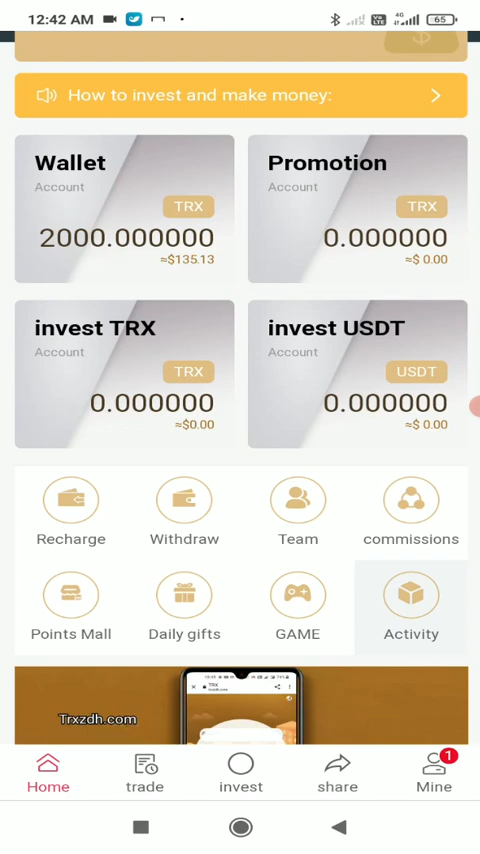 12:42 AM
4G
65
How to invest and make money:
Wallet
Account
TRX
2000.000000
≈$135.13
Promotion
Account
TRX
0.000000
≈$ 0.00
invest TRX
Account
TRX
0.000000
≈$0.00
invest USDT
Account
USDT
0.000000
≈$ 0.00
Recharge
Withdraw
Team
commissions
Points Mall
Daily gifts
GAME
Activity
TRX
Trxzdh.com
Home
trade
invest
share
1
Mine